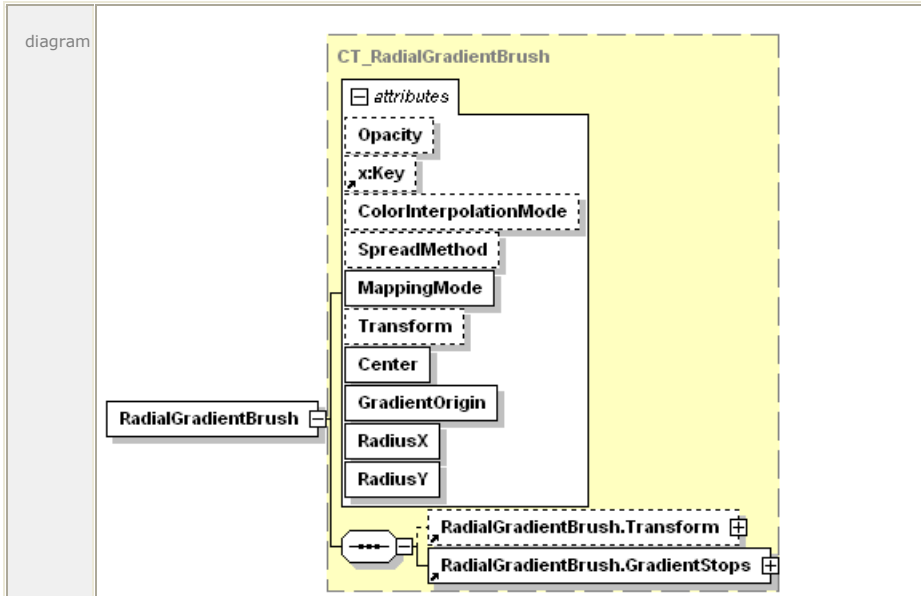 diagram
CT_RadialGradientBrush
attributes
Opacity
x:Key
ColorInterpolationMode
SpreadMethod
MappingMode
Transform
Center
GradientOrigin
RadialGradientBrush
RadiusX
RadiusY
RadialGradientBrush.Transform
RadialGradientBrush.GradientStops